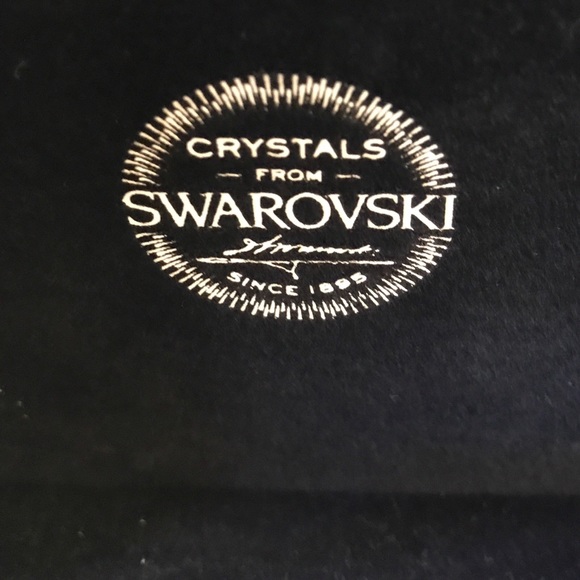 CRYSTALS
– FROM –
SWAROVSKI
SINCE 1895